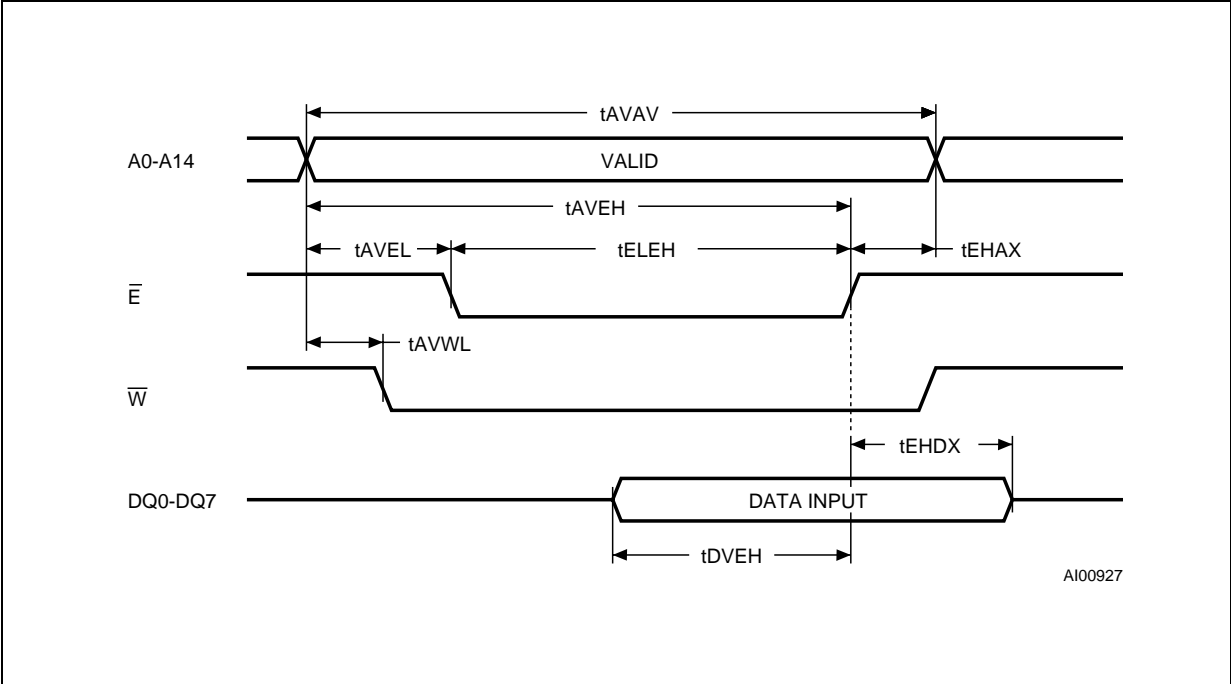 tAVAV
A0-A14 VALID
tAVEH
tAVEL tELEH tEHAX
E̅
tAVWL
W̅
tEHDX
DQ0-DQ7 DATA INPUT
tDVEH
AI00927